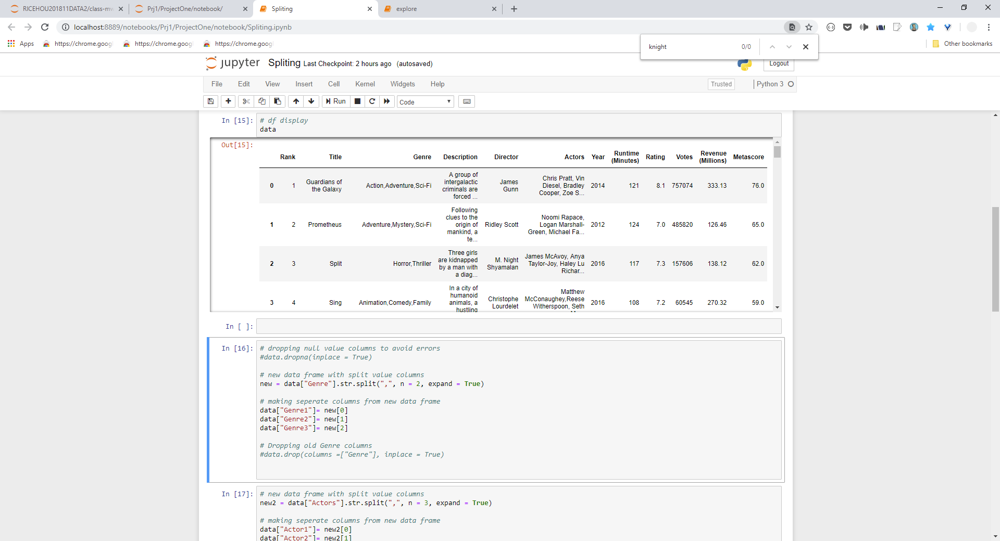 RICEHOU201811DATA2/class-mw
Prj1/ProjectOne/notebook/
Spliting
explore
localhost:8889/notebooks/Prj1/ProjectOne/notebook/Spliting.ipynb
Apps
https://chrome.goog
https://chrome.goog
https://chrome.goog
Other bookmarks
knight
0/0
jupyter
Spliting Last Checkpoint: 2 hours ago (autosaved)
Logout
File Edit View Insert Cell Kernel Widgets Help
Trusted
Python 3
Run
Code
In [15]:
# df display
data
Out[15]:
Rank Title Genre Description Director Actors Year Runtime (Minutes) Rating Votes Revenue (Millions) Metascore
0 1 Guardians of the Galaxy Action,Adventure,Sci-Fi A group of intergalactic criminals are forced ... James Gunn Chris Pratt, Vin Diesel, Bradley Cooper, Zoe S... 2014 121 8.1 757074 333.13 76.0
1 2 Prometheus Adventure,Mystery,Sci-Fi Following clues to the origin of mankind, a te... Ridley Scott Noomi Rapace, Logan Marshall-Green, Michael Fa... 2012 124 7.0 485820 126.46 65.0
2 3 Split Horror,Thriller Three girls are kidnapped by a man with a diag... M. Night Shyamalan James McAvoy, Anya Taylor-Joy, Haley Lu Richar... 2016 117 7.3 157606 138.12 62.0
3 4 Sing Animation,Comedy,Family In a city of humanoid animals, a hustling Christophe Lourdelet Matthew McConaughey,Reese Witherspoon, Seth 2016 108 7.2 60545 270.32 59.0
In [ ]:
In [16]:
# dropping null value columns to avoid errors
#data.dropna(inplace = True)
# new data frame with split value columns
new = data["Genre"].str.split(",", n = 2, expand = True)
# making seperate columns from new data frame
data["Genre1"]= new[0]
data["Genre2"]= new[1]
data["Genre3"]= new[2]
# Dropping old Genre columns
#data.drop(columns =["Genre"], inplace = True)
In [17]:
# new data frame with split value columns
new2 = data["Actors"].str.split(",", n = 3, expand = True)
# making seperate columns from new data frame
data["Actor1"]= new2[0]
data["Actor2"]= new2[1]